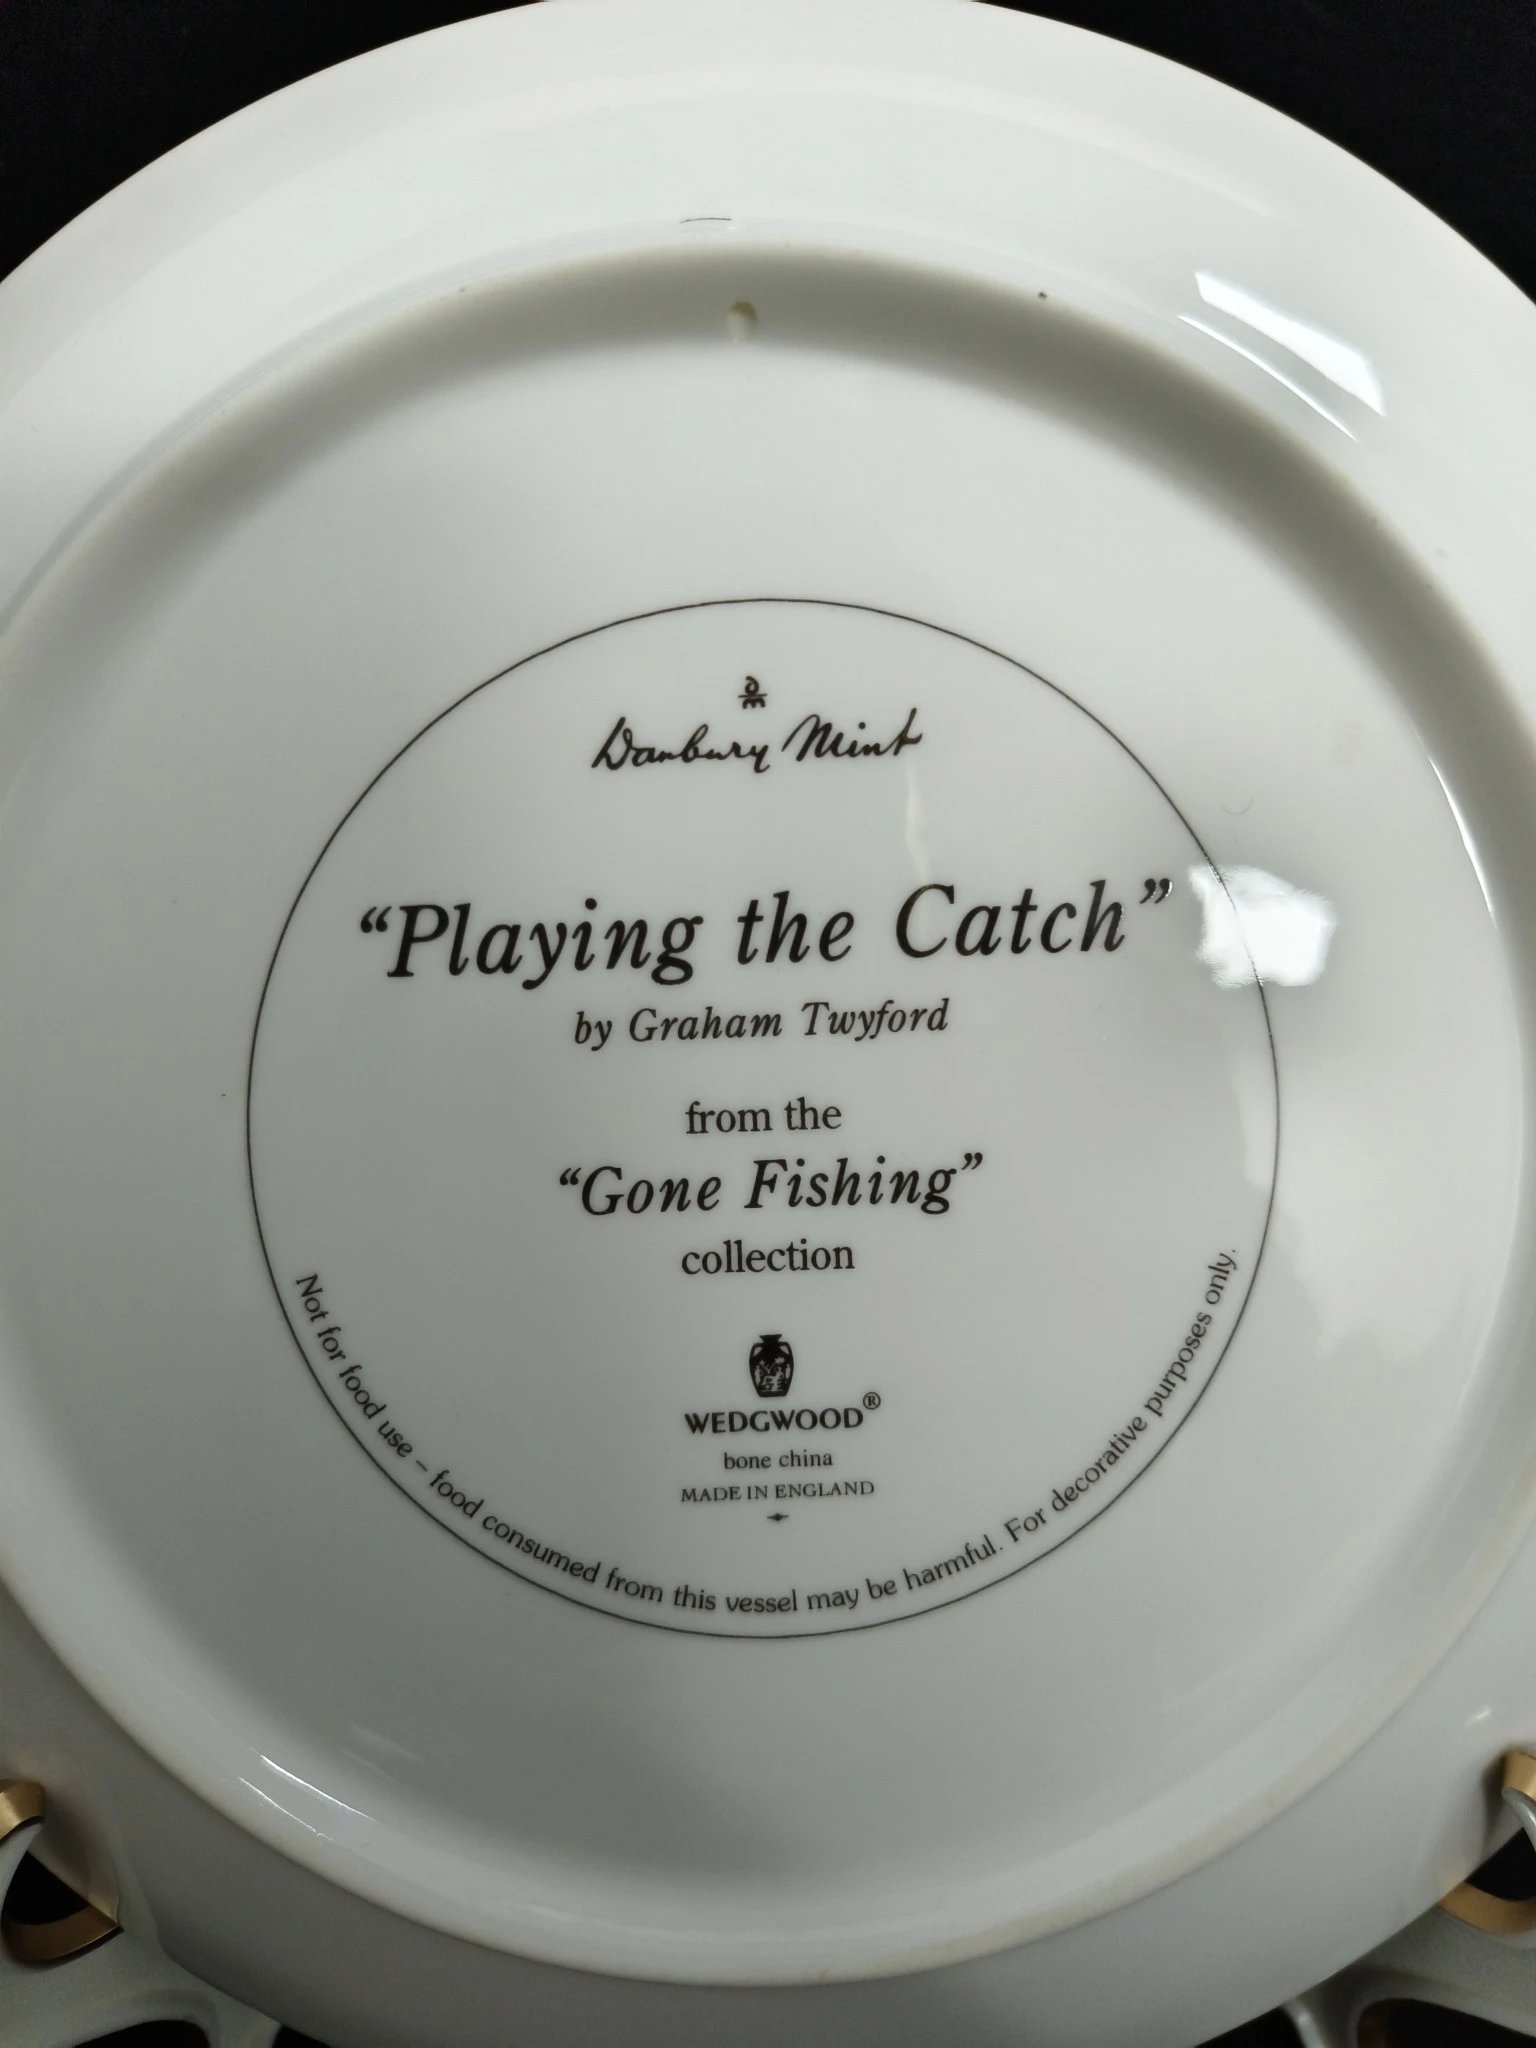 Danbury Mint
“Playing the Catch”
by Graham Twyford
from the
“Gone Fishing”
collection
WEDGWOOD®
bone china
MADE IN ENGLAND
Not for food use – food consumed from this vessel may be harmful. For decorative purposes only.